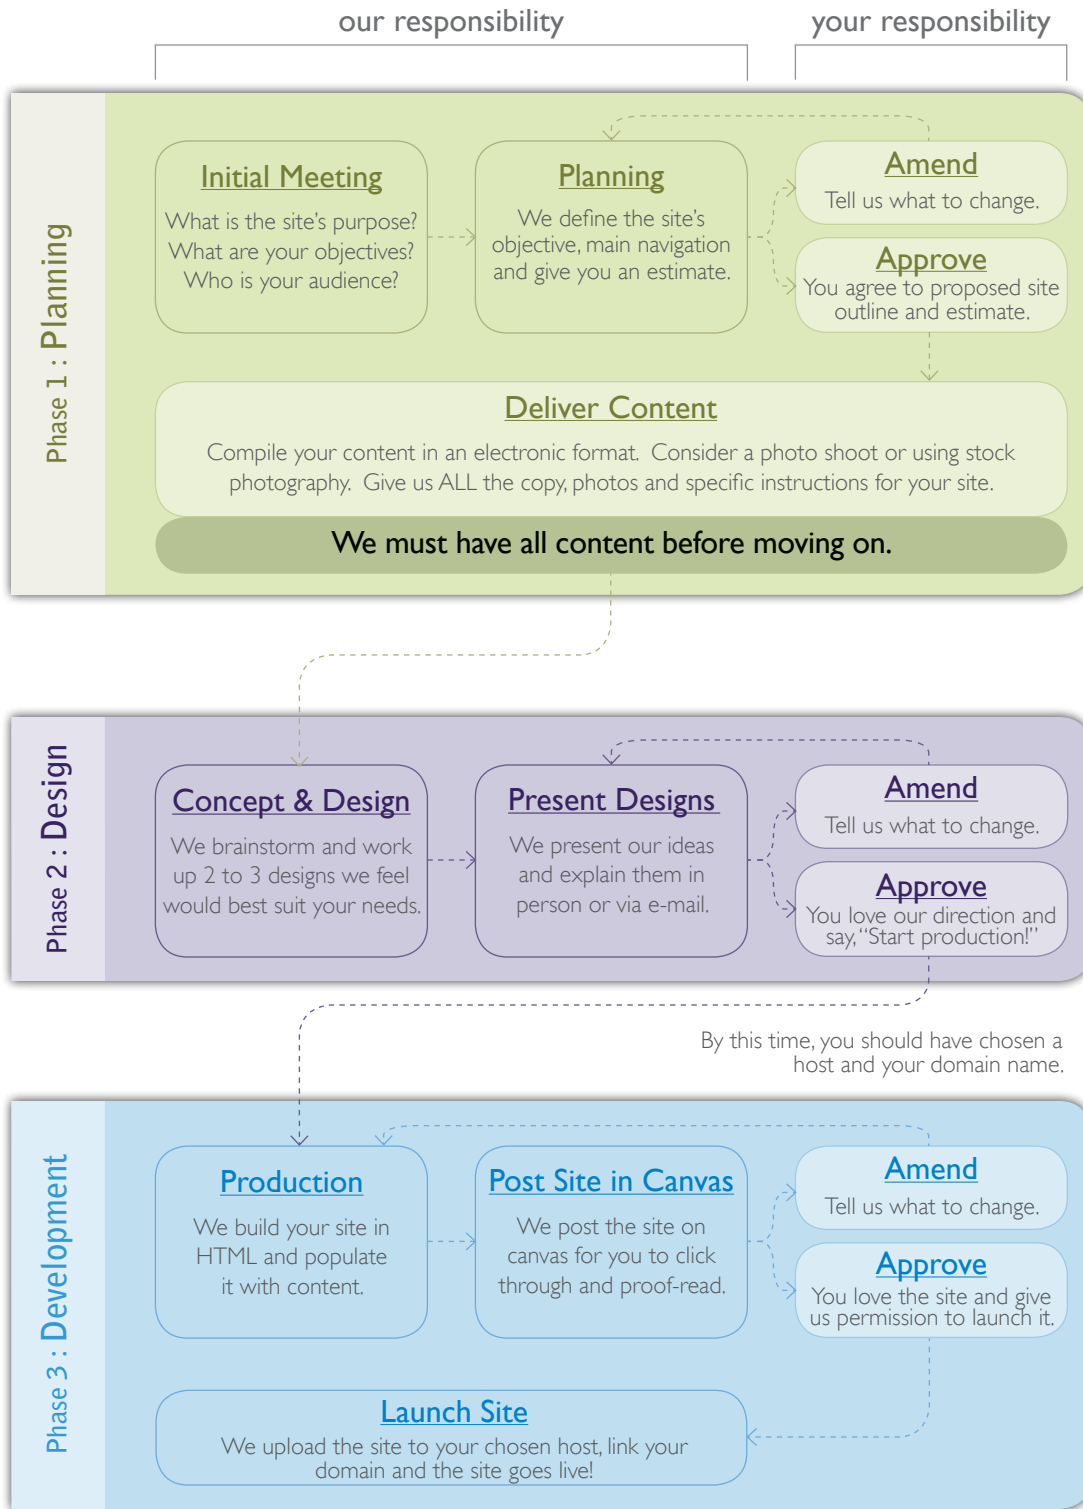 our responsibility
your responsibility
Phase 1 : Planning
Initial Meeting
What is the site's purpose?
What are your objectives?
Who is your audience?
Planning
We define the site's
objective, main navigation
and give you an estimate.
Amend
Tell us what to change.
Approve
You agree to proposed site
outline and estimate.
Deliver Content
Compile your content in an electronic format.  Consider a photo shoot or using stock
photography.  Give us ALL the copy, photos and specific instructions for your site.
We must have all content before moving on.
Phase 2 : Design
Concept & Design
We brainstorm and work
up 2 to 3 designs we feel
would best suit your needs.
Present Designs
We present our ideas
and explain them in
person or via e-mail.
Amend
Tell us what to change.
Approve
You love our direction and
say, "Start production!"
By this time, you should have chosen a
host and your domain name.
Phase 3 : Development
Production
We build your site in
HTML and populate
it with content.
Post Site in Canvas
We post the site on
canvas for you to click
through and proof-read.
Amend
Tell us what to change.
Approve
You love the site and give
us permission to launch it.
Launch Site
We upload the site to your chosen host, link your
domain and the site goes live!